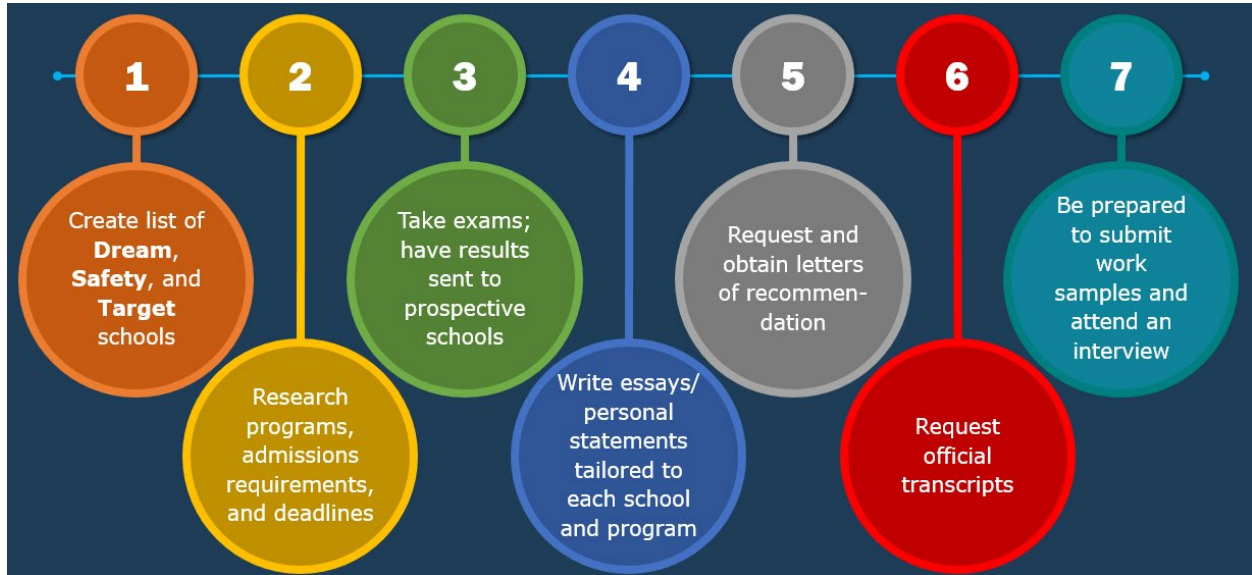 1
Create list of
Dream,
Safety, and
Target
schools
2
Research
programs,
admissions
requirements,
and deadlines
3
Take exams;
have results
sent to
prospective
schools
4
Write essays/
personal
statements
tailored to
each school
and program
5
Request and
obtain letters
of recommen-
dation
6
Request
official
transcripts
7
Be prepared
to submit
work
samples and
attend an
interview